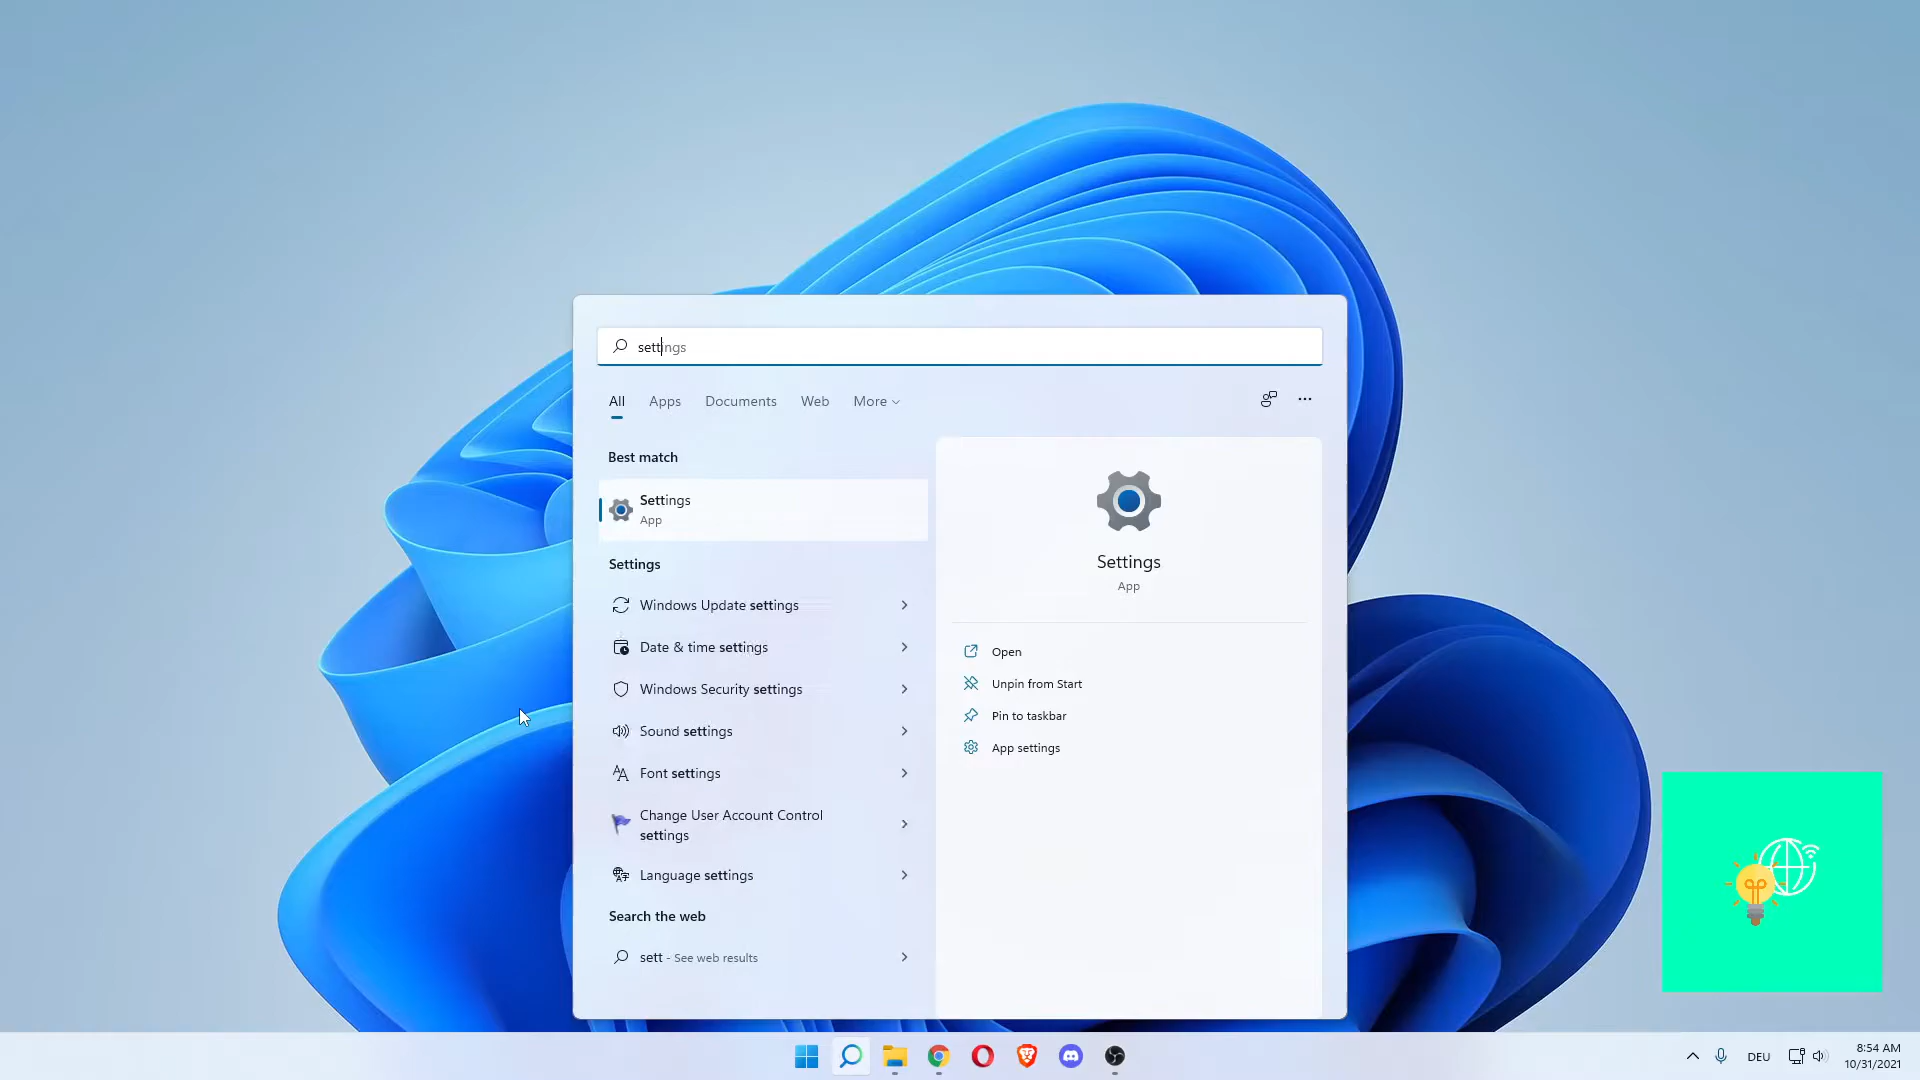 settings
All
Apps
Documents
Web
More
Best match
Settings
App
Settings
Windows Update settings
Date & time settings
Windows Security settings
Sound settings
Font settings
Change User Account Control
settings
Language settings
Search the web
sett - See web results
Settings
App
Open
Unpin from Start
Pin to taskbar
App settings
DEU
8:54 AM
10/31/2021